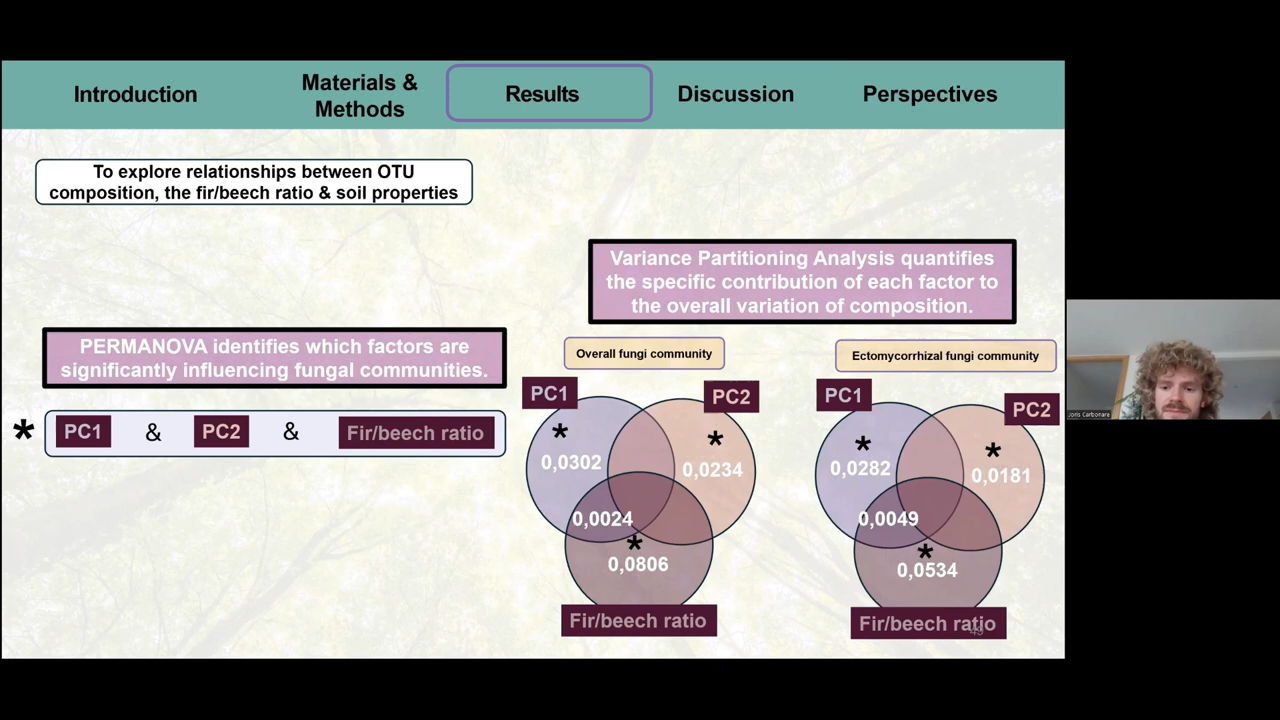 Introduction
Materials &
Methods
Results
Discussion
Perspectives
To explore relationships between OTU
composition, the fir/beech ratio & soil properties
Variance Partitioning Analysis quantifies
the specific contribution of each factor to
the overall variation of composition.
PERMANOVA identifies which factors are
significantly influencing fungal communities.
* PC1 & PC2 & Fir/beech ratio
Overall fungi community
PC1
PC2
*
*
0,0302
0,0234
0,0024
*
0,0806
Fir/beech ratio
Ectomycorrhizal fungi community
PC1
PC2
*
*
0,0282
0,0181
0,0049
*
0,0534
Fir/beech ratio
43
Joris Carbonare